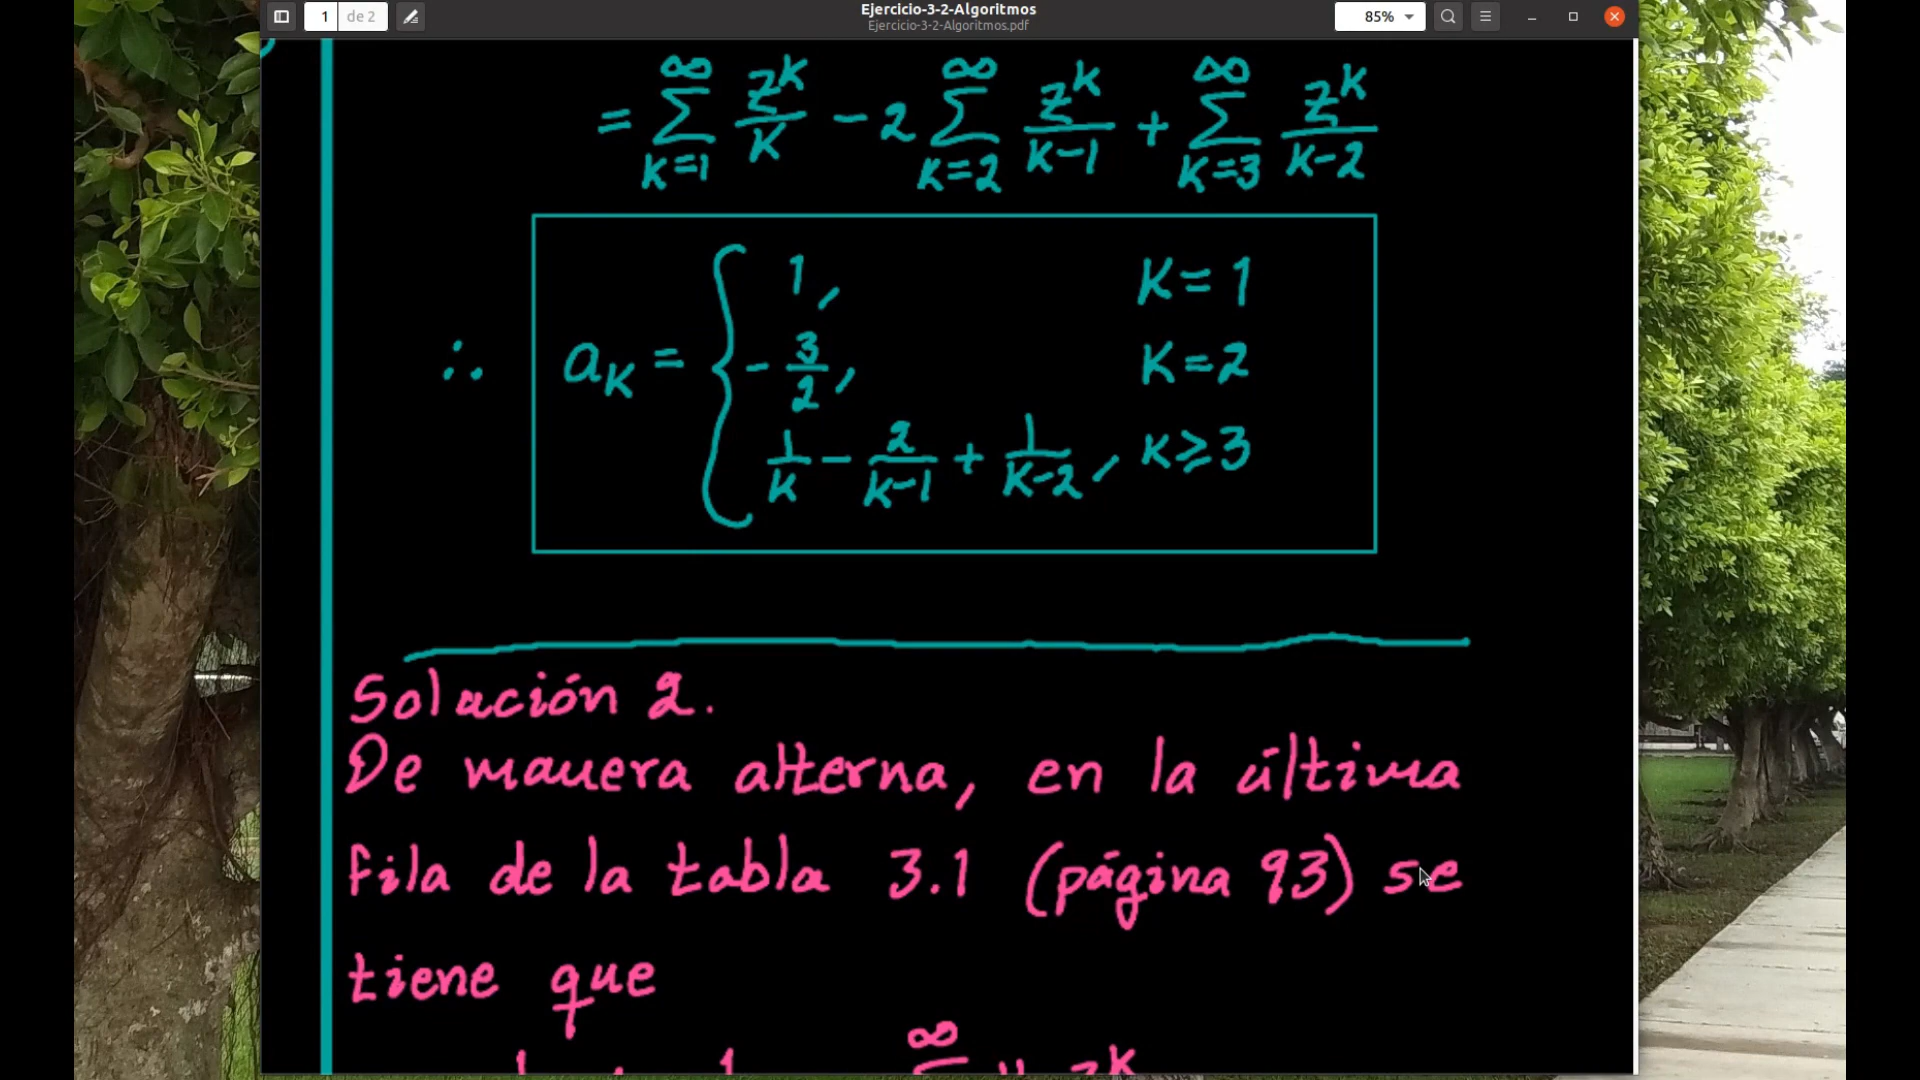 Ejercicio-3-2-Algoritmos
1 de 2
Ejercicio-3-2-Algoritmos.pdf
85%
= ∑_{k=1}^{∞} z^k/k − 2 ∑_{k=2}^{∞} z^k/(k−1) + ∑_{k=3}^{∞} z^k/(k−2)
∴ a_k = { 1, k = 1
−3/2, k = 2
1/k − 2/(k−1) + 1/(k−2), k ≥ 3
Solución 2.
De manera alterna, en la última
fila de la tabla 3.1 (página 93) se
tiene que